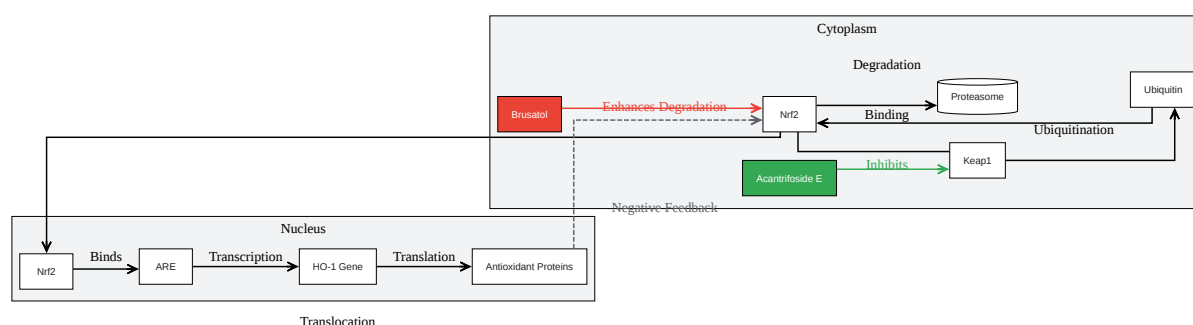 Cytoplasm
Degradation
Ubiquitin
Proteasome
Brusatol
Enhances Degradation
Nrf2
Binding
Ubiquitination
Keap1
Inhibits
Acantrifoside E
Negative Feedback
Nucleus
Nrf2
Binds
ARE
Transcription
HO-1 Gene
Translation
Antioxidant Proteins
Translocation